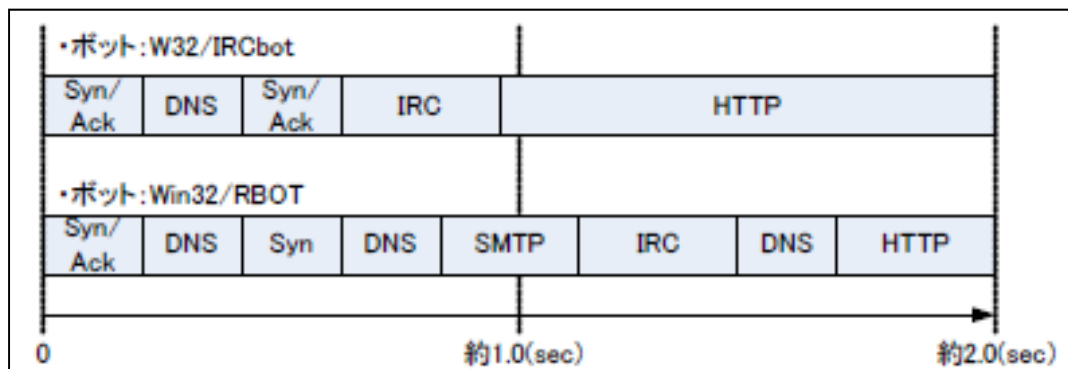 ・ボット:W32/IRCbot
Syn/
Ack
DNS
Syn/
Ack
IRC
HTTP
・ボット:Win32/RBOT
Syn/
Ack
DNS
Syn
DNS
SMTP
IRC
DNS
HTTP
0
約1.0(sec)
約2.0(sec)